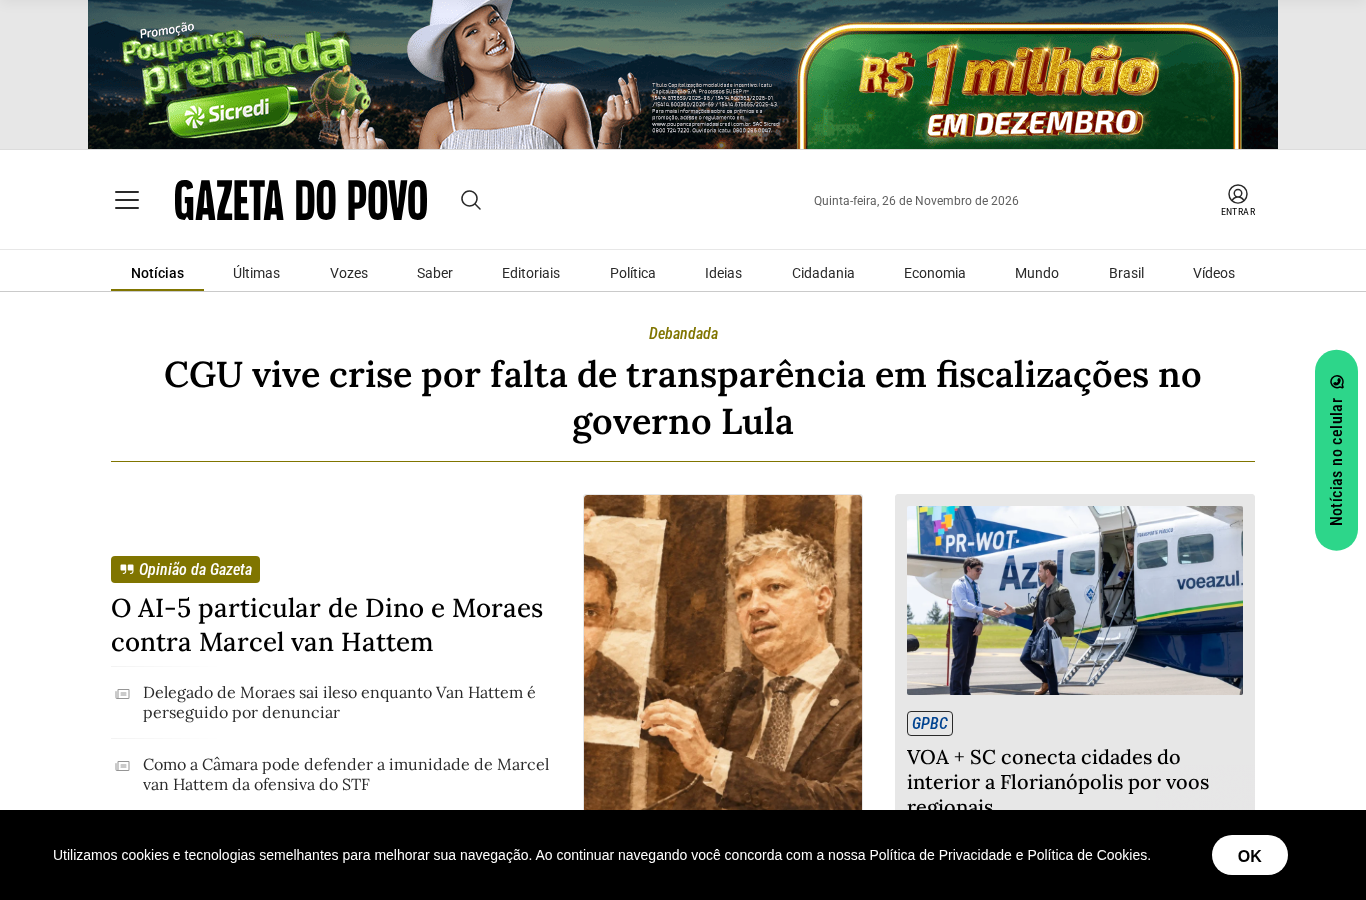 Promoção
Poupança
premiada
Sicredi
R$ 1 milhão
EM DEZEMBRO
GAZETA DO POVO
Quinta-feira, 26 de Novembro de 2026
ENTRAR
Notícias Últimas Vozes Saber Editoriais Política Ideias Cidadania Economia Mundo Brasil Vídeos
Debandada
CGU vive crise por falta de transparência em fiscalizações no
governo Lula
Notícias no celular
Opinião da Gazeta
O AI-5 particular de Dino e Moraes
contra Marcel van Hattem
Delegado de Moraes sai ileso enquanto Van Hattem é
perseguido por denunciar
Como a Câmara pode defender a imunidade de Marcel
van Hattem da ofensiva do STF
PR-WOT
Azul
voeazul.
GPBC
VOA + SC conecta cidades do
interior a Florianópolis por voos
regionais
Utilizamos cookies e tecnologias semelhantes para melhorar sua navegação. Ao continuar navegando você concorda com a nossa Política de Privacidade e Política de Cookies.
OK